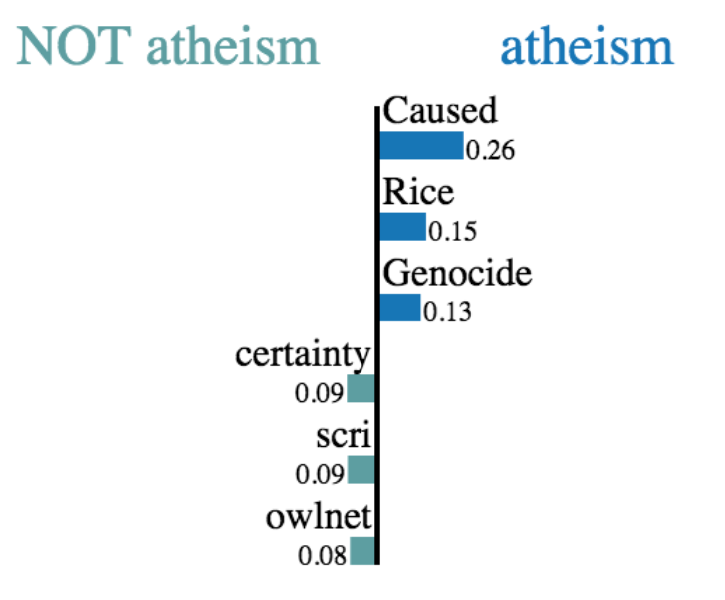 NOT atheism atheism
Caused
0.26
Rice
0.15
Genocide
0.13
certainty
0.09
scri
0.09
owlnet
0.08